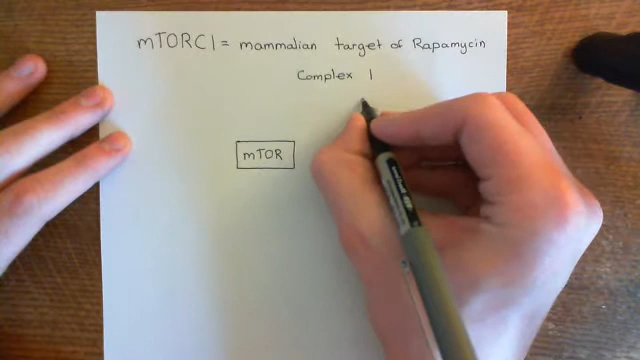 mTORC1 = mammalian target of Rapamycin
Complex 1
mTOR